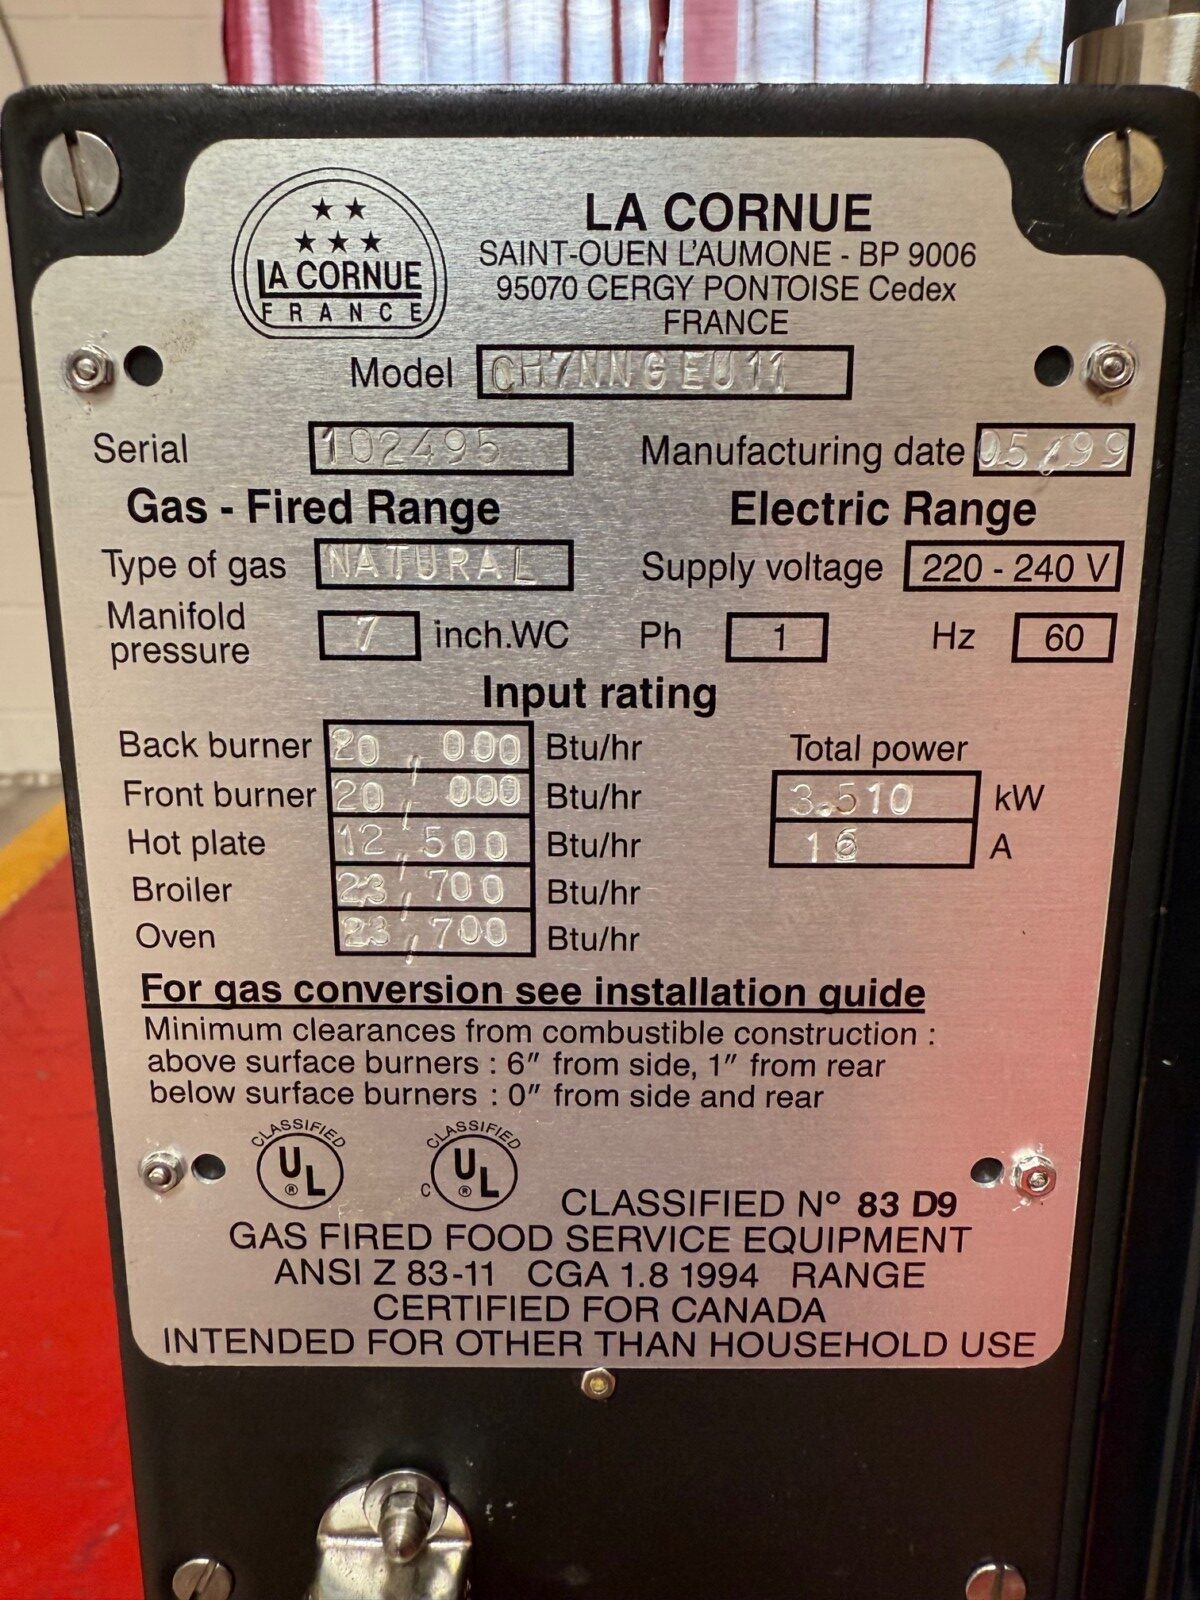 LA CORNUE
FRANCE
LA CORNUE
SAINT-OUEN L'AUMONE - BP 9006
95070 CERGY PONTOISE Cedex
FRANCE
Model CH7NNGEU11
Serial 102495 Manufacturing date 05/99
Gas - Fired Range Electric Range
Type of gas NATURAL Supply voltage 220 - 240 V
Manifold pressure 7 inch.WC Ph 1 Hz 60
Input rating
Back burner 20,000 Btu/hr Total power
Front burner 20,000 Btu/hr 3.510 kW
Hot plate 12,500 Btu/hr 16 A
Broiler 23,700 Btu/hr
Oven 23,700 Btu/hr
For gas conversion see installation guide
Minimum clearances from combustible construction :
above surface burners : 6″ from side, 1″ from rear
below surface burners : 0″ from side and rear
CLASSIFIED UL ® CLASSIFIED C UL ®
CLASSIFIED Nº 83 D9
GAS FIRED FOOD SERVICE EQUIPMENT
ANSI Z 83-11 CGA 1.8 1994 RANGE
CERTIFIED FOR CANADA
INTENDED FOR OTHER THAN HOUSEHOLD USE